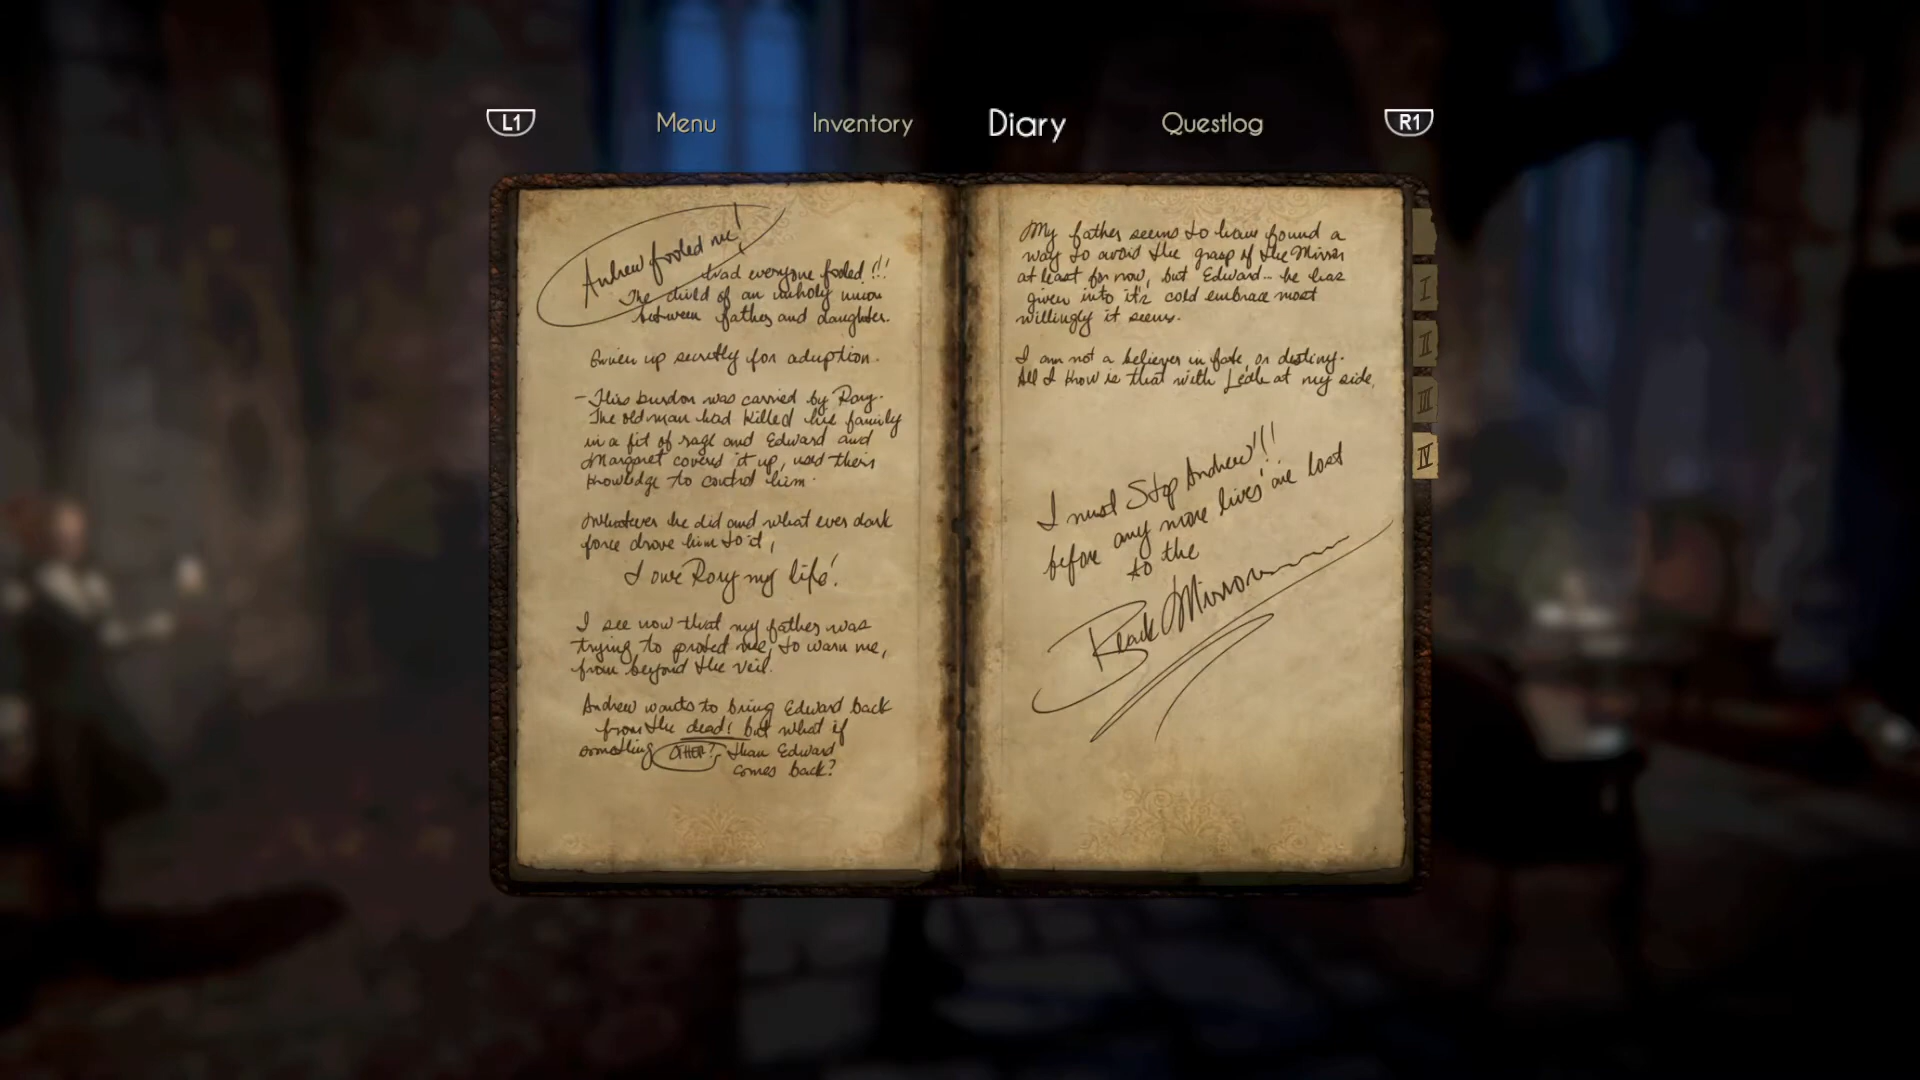 L1
Menu
Inventory
Diary
Questlog
R1
Andrew fooled me!
Had everyone fooled!!!
The child of an unholy union
between father and daughter.
Given up secretly for adoption.
- This burdon was carried by Rory.
The old man had killed his family
in a fit of rage and Edward and
Margaret covered it up, used their
knowledge to control him.
Whatever he did and what ever dark
force drove him to it,
I owe Rory my life!
I see now that my father was
trying to protect me, to warn me,
from beyond the veil.
Andrew wants to bring Edward back
from the dead! but what if
something OTHER? than Edward
comes back?
My father seems to have found a
way to avoid the grasp of the Mirror
at least for now, but Edward... he has
given into it's cold embrace most
willingly it seems.
I am not a believer in fate, or destiny.
All I know is that with Leah at my side,
I must Stop Andrew!!!
before any more lives are lost
to the
Black Mirror
I
II
III
IV